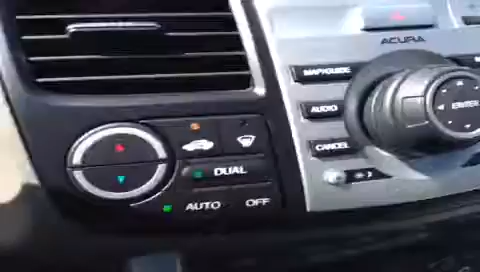 ACURA
MAP/GUIDE
AUDIO
ENTER
CANCEL
DUAL
AUTO OFF